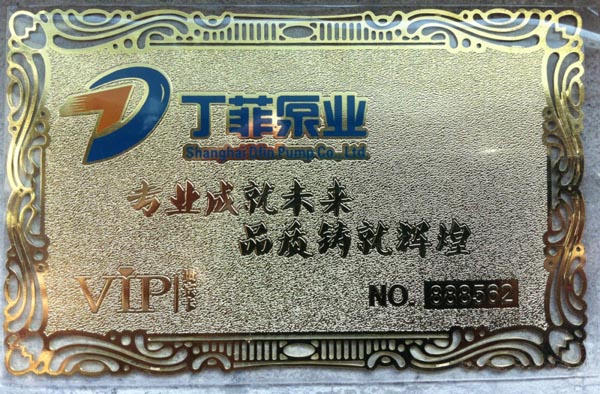 丁菲泵业
Shanghai Difin Pump Co., Ltd.
专业成就未来
品质铸就辉煌
VIP
NO. 888562